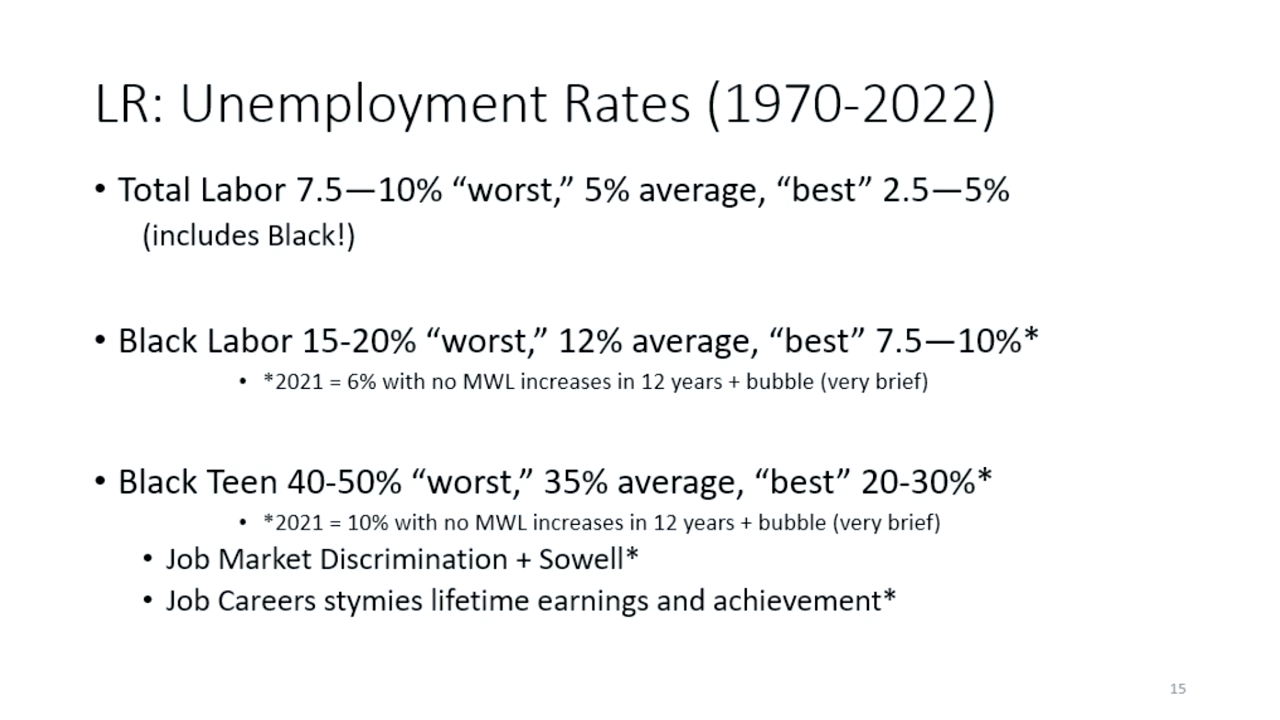 LR: Unemployment Rates (1970-2022)
• Total Labor 7.5—10% “worst,” 5% average, “best” 2.5—5%
(includes Black!)
• Black Labor 15-20% “worst,” 12% average, “best” 7.5—10%*
• *2021 = 6% with no MWL increases in 12 years + bubble (very brief)
• Black Teen 40-50% “worst,” 35% average, “best” 20-30%*
• *2021 = 10% with no MWL increases in 12 years + bubble (very brief)
• Job Market Discrimination + Sowell*
• Job Careers stymies lifetime earnings and achievement*
15